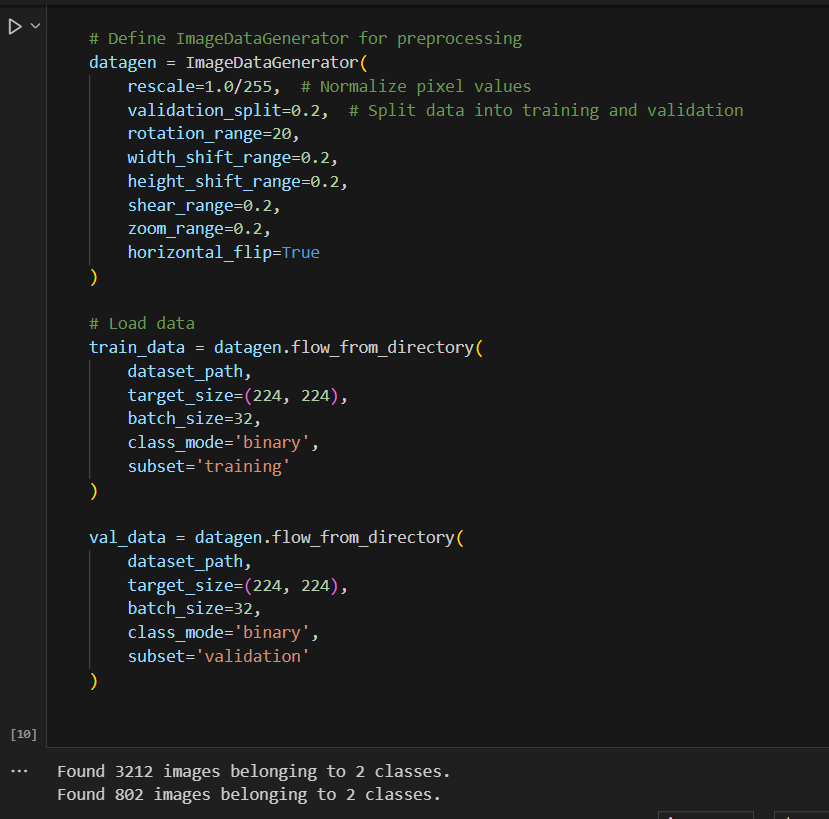 # Define ImageDataGenerator for preprocessing
datagen = ImageDataGenerator(
    rescale=1.0/255,  # Normalize pixel values
    validation_split=0.2,  # Split data into training and validation
    rotation_range=20,
    width_shift_range=0.2,
    height_shift_range=0.2,
    shear_range=0.2,
    zoom_range=0.2,
    horizontal_flip=True
)
# Load data
train_data = datagen.flow_from_directory(
    dataset_path,
    target_size=(224, 224),
    batch_size=32,
    class_mode='binary',
    subset='training'
)
val_data = datagen.flow_from_directory(
    dataset_path,
    target_size=(224, 224),
    batch_size=32,
    class_mode='binary',
    subset='validation'
)
[10]
... Found 3212 images belonging to 2 classes.
Found 802 images belonging to 2 classes.